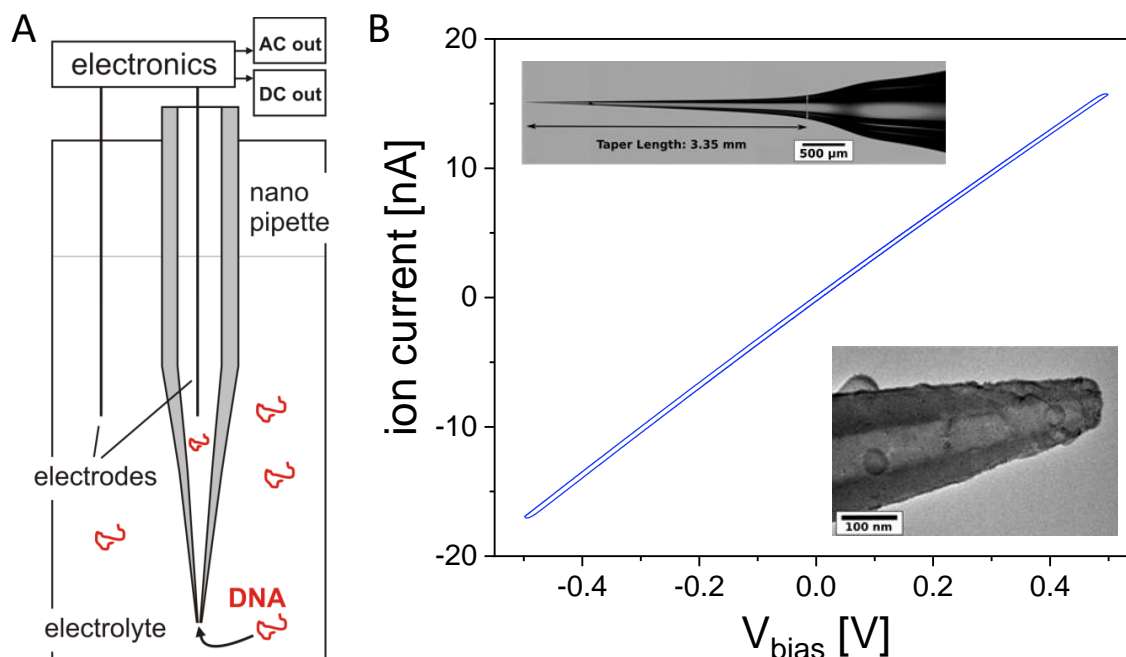 A
electronics
AC out
DC out
nano
pipette
electrodes
DNA
electrolyte
B
ion current [nA]
20
10
0
-10
-20
Taper Length: 3.35 mm
500 µm
100 nm
-0.4
-0.2
0.0
0.2
0.4
V_bias [V]